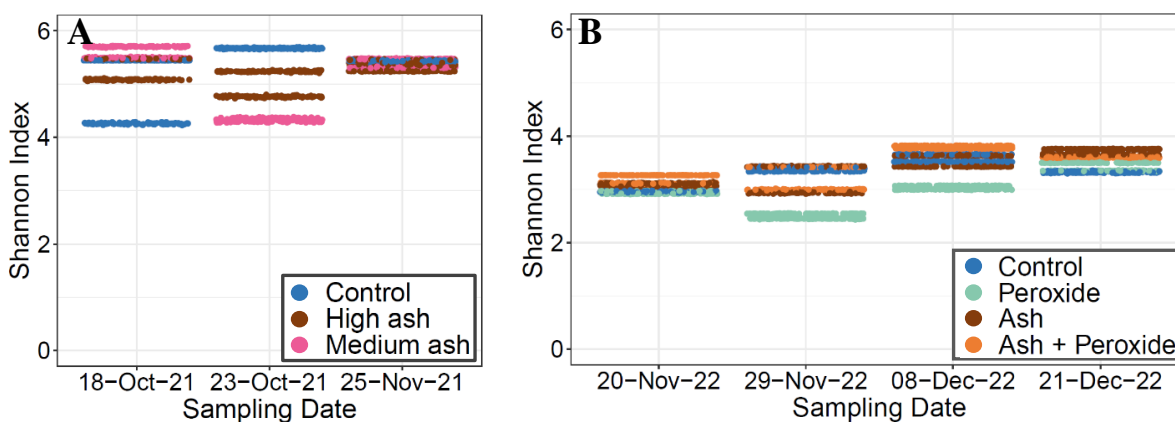 A
Shannon Index
6
4
2
0
Control
High ash
Medium ash
18-Oct-21 23-Oct-21 25-Nov-21
Sampling Date
B
Shannon Index
6
4
2
0
Control
Peroxide
Ash
Ash + Peroxide
20-Nov-22 29-Nov-22 08-Dec-22 21-Dec-22
Sampling Date